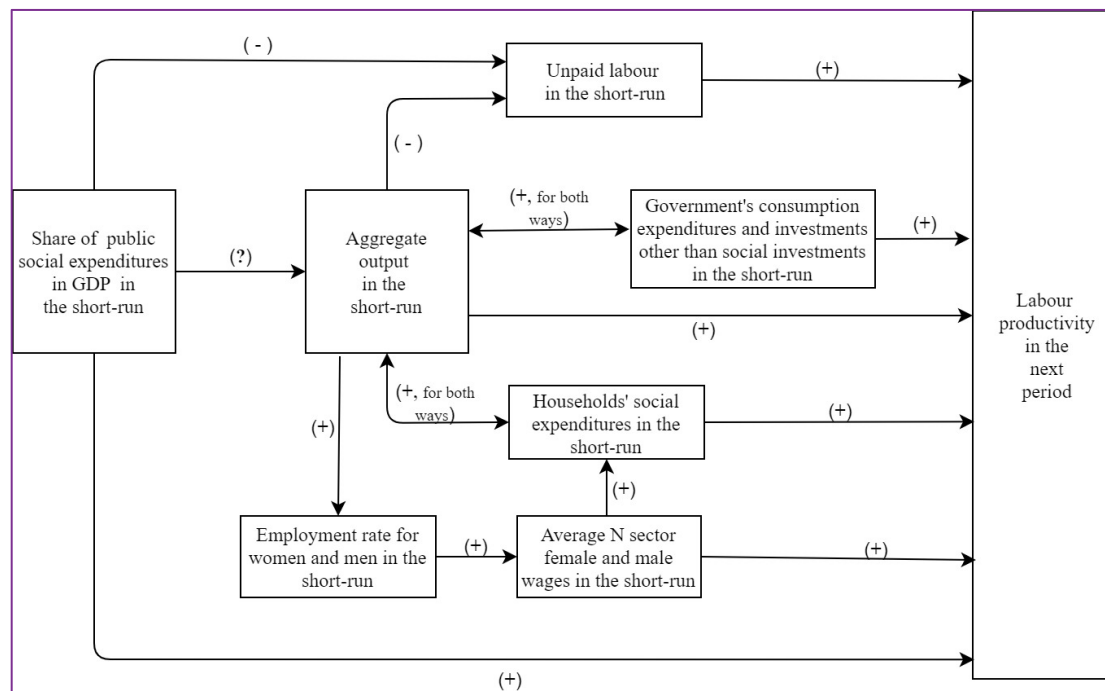 ( - )
Unpaid labour
in the short-run
(+)
( - )
Share of public
social expenditures
in GDP in
the short-run
(?)
Aggregate
output
in the
short-run
(+, for both
ways)
Government's consumption
expenditures and investments
other than social investments
in the short-run
(+)
(+)
Labour
productivity
in the
next
period
(+, for both
ways)
Households' social
expenditures in the
short-run
(+)
(+)
(+)
Employment rate for
women and men in the
short-run
(+)
Average N sector
female and male
wages in the short-run
(+)
(+)